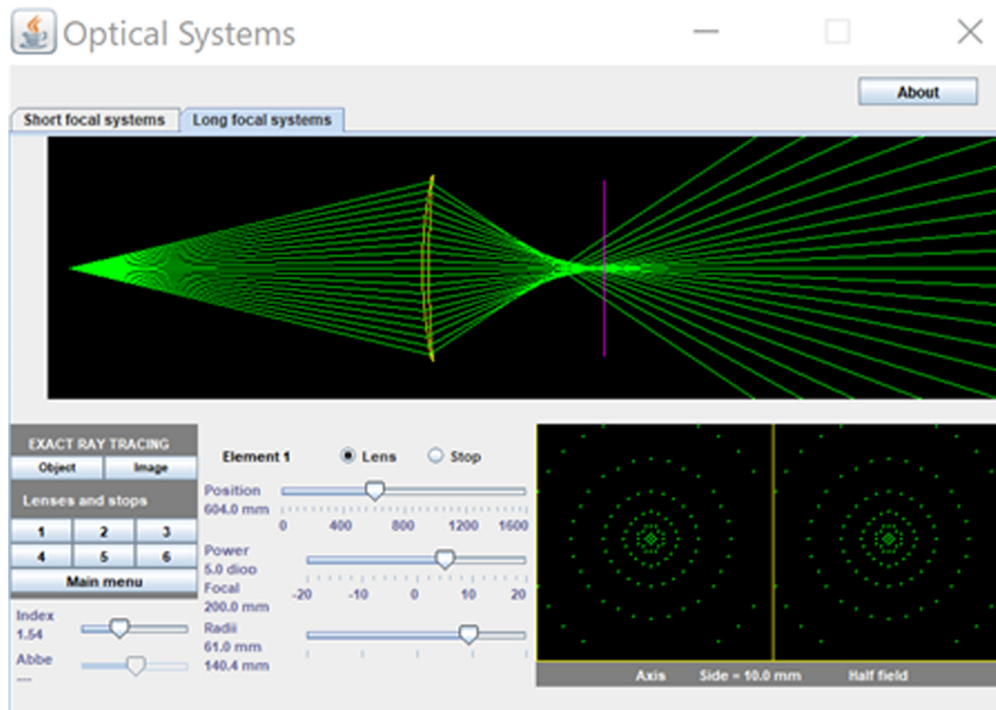 Optical Systems
About
Short focal systems Long focal systems
EXACT RAY TRACING
Object Image
Lenses and stops
1 2 3
4 5 6
Main menu
Index
1.54
Abbe
---
Element 1 Lens Stop
Position
604.0 mm
0 400 800 1200 1600
Power
5.0 diop
Focal
200.0 mm
-20 -10 0 10 20
Radii
61.0 mm
140.4 mm
Axis Side = 10.0 mm Half field